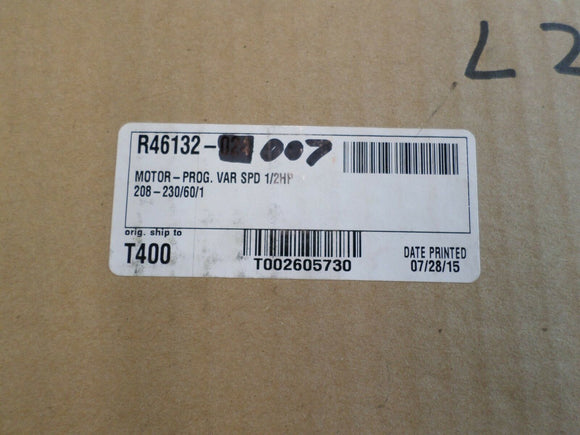 L 2
R46132-007
MOTOR-PROG. VAR SPD 1/2HP
208-230/60/1
orig. ship to
T400
T002605730
DATE PRINTED
07/28/15